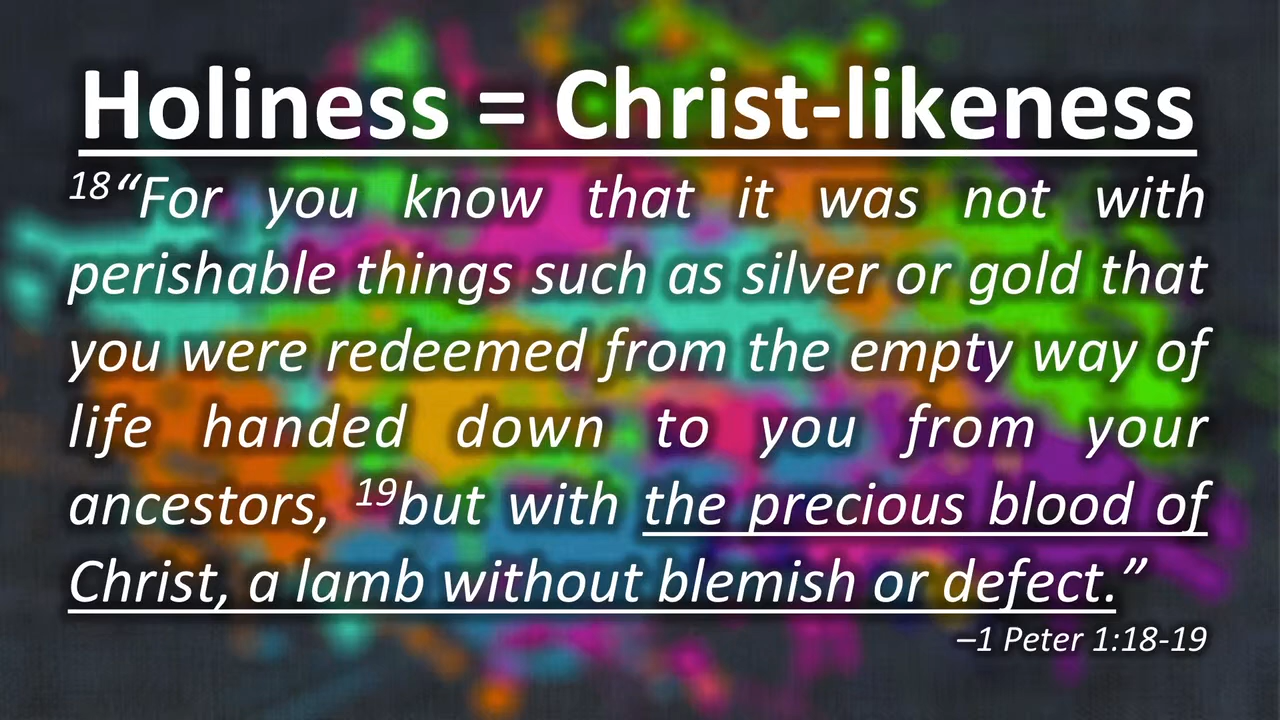 Holiness = Christ-likeness
18“For you know that it was not with
perishable things such as silver or gold that
you were redeemed from the empty way of
life handed down to you from your
ancestors, 19but with the precious blood of
Christ, a lamb without blemish or defect.”
–1 Peter 1:18-19